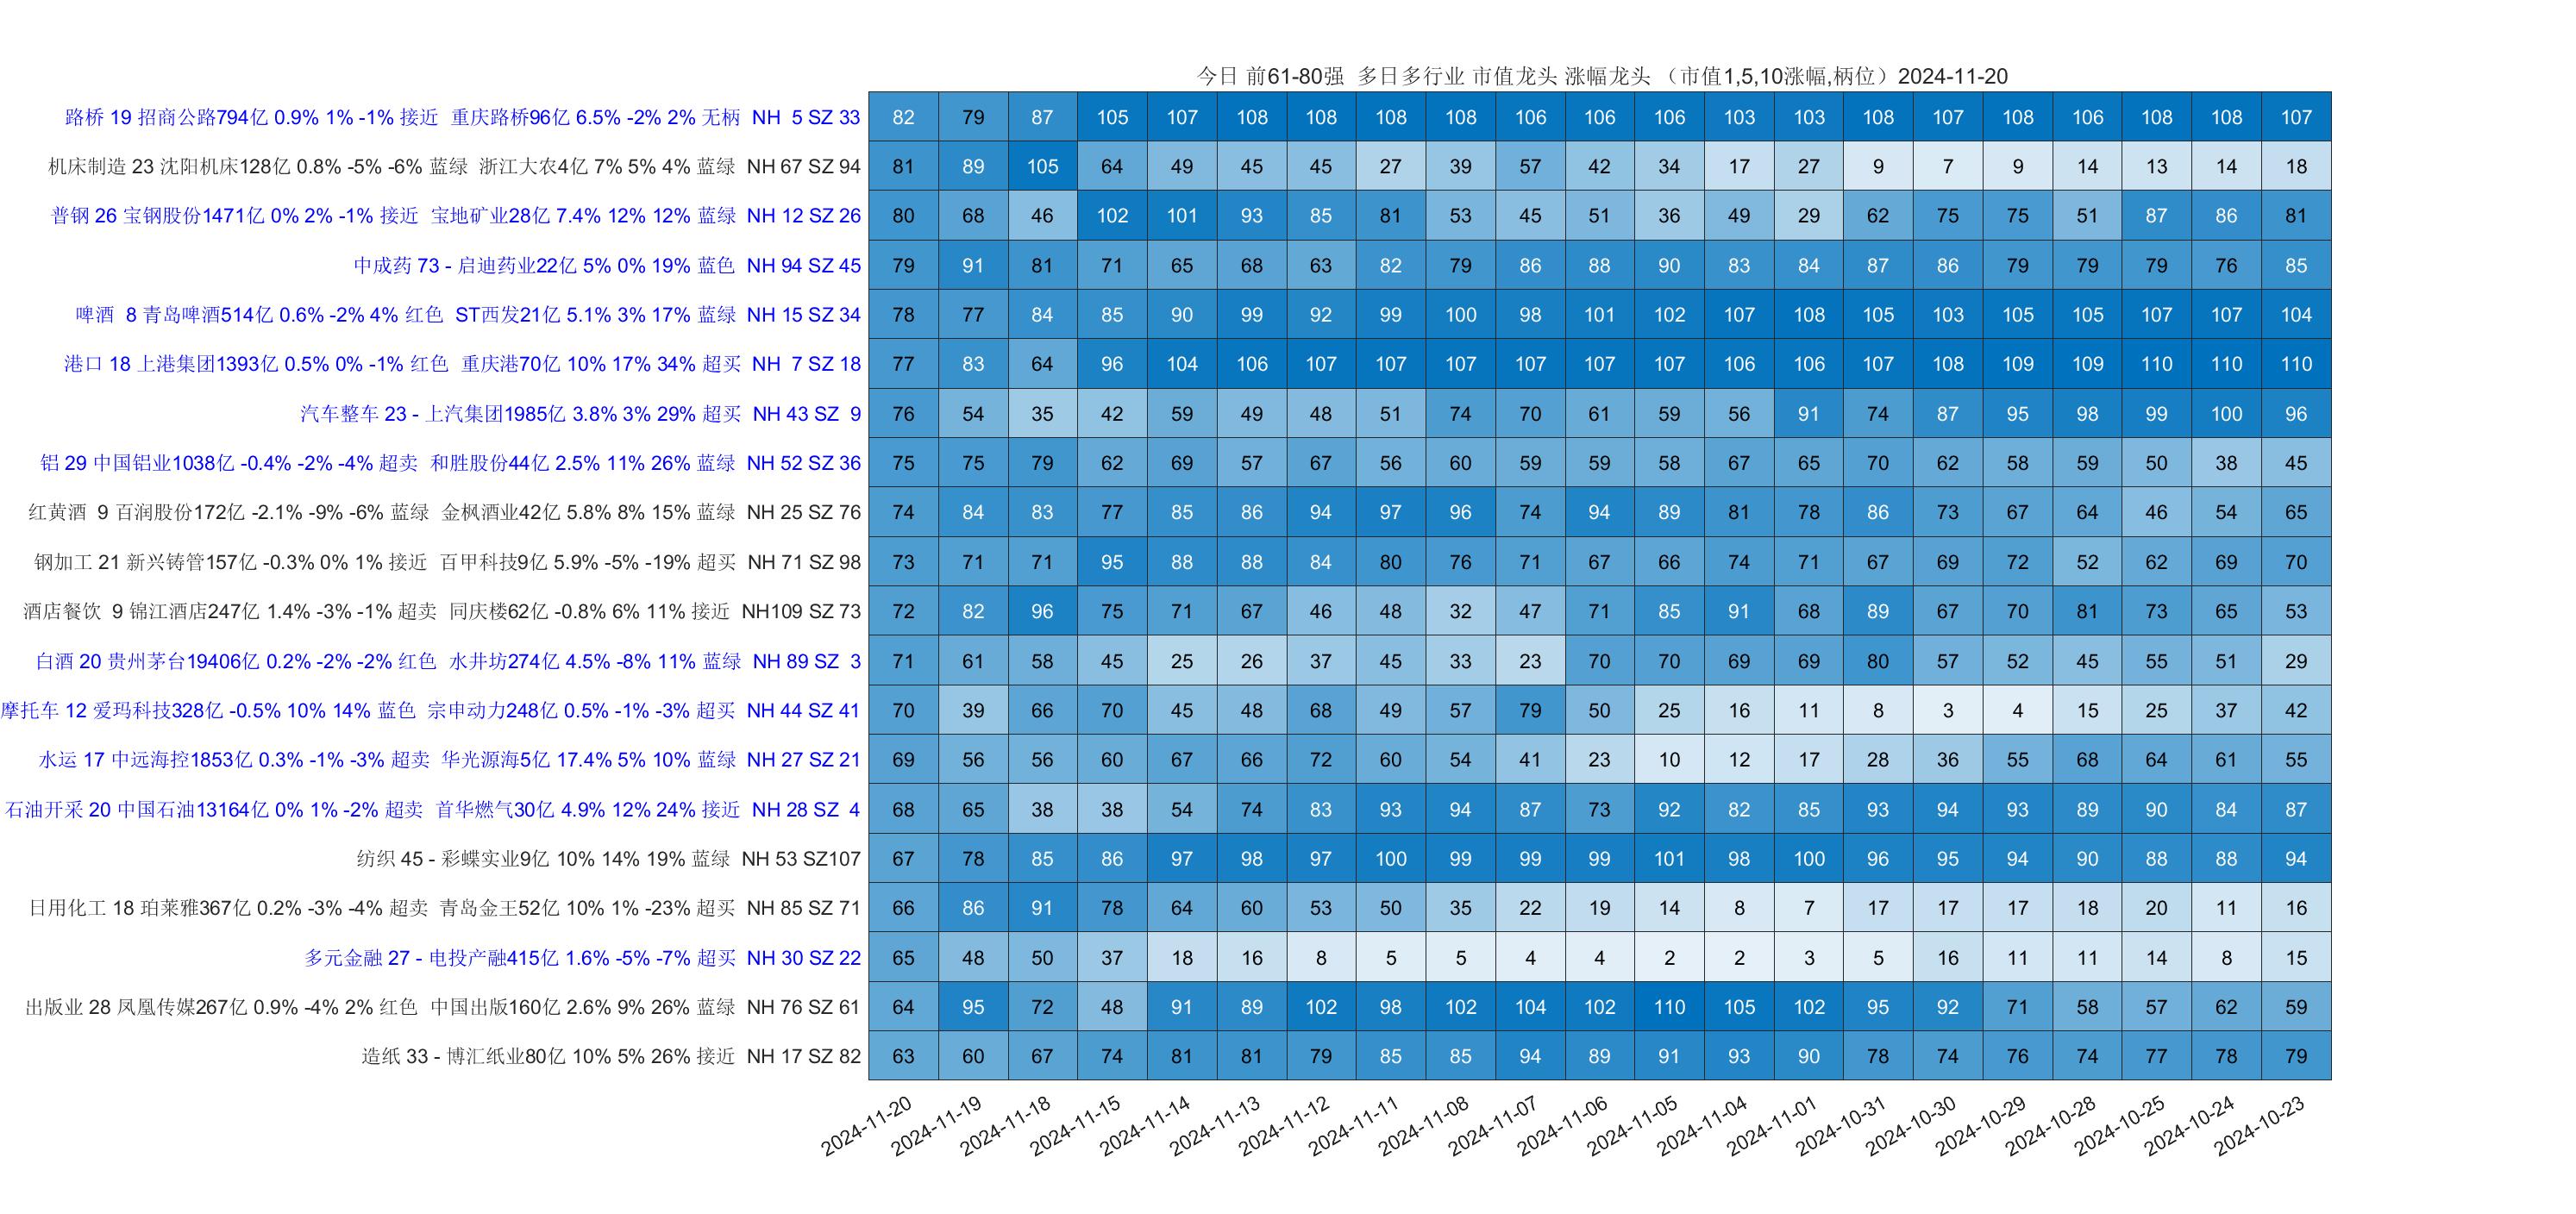 今日 前61-80强 多日多行业 市值龙头 涨幅龙头 （市值1,5,10涨幅,柄位）2024-11-20
路桥 19 招商公路794亿 0.9% 1% -1% 接近 重庆路桥96亿 6.5% -2% 2% 无柄 NH 5 SZ 33 82 79 87 105 107 108 108 108 108 106 106 106 103 103 108 107 108 106 108 108 107
机床制造 23 沈阳机床128亿 0.8% -5% -6% 蓝绿 浙江大农4亿 7% 5% 4% 蓝绿 NH 67 SZ 94 81 89 105 64 49 45 45 27 39 57 42 34 17 27 9 7 9 14 13 14 18
普钢 26 宝钢股份1471亿 0% 2% -1% 接近 宝地矿业28亿 7.4% 12% 12% 蓝绿 NH 12 SZ 26 80 68 46 102 101 93 85 81 53 45 51 36 49 29 62 75 75 51 87 86 81
中成药 73 - 启迪药业22亿 5% 0% 19% 蓝色 NH 94 SZ 45 79 91 81 71 65 68 63 82 79 86 88 90 83 84 87 86 79 79 79 76 85
啤酒 8 青岛啤酒514亿 0.6% -2% 4% 红色 ST西发21亿 5.1% 3% 17% 蓝绿 NH 15 SZ 34 78 77 84 85 90 99 92 99 100 98 101 102 107 108 105 103 105 105 107 107 104
港口 18 上港集团1393亿 0.5% 0% -1% 红色 重庆港70亿 10% 17% 34% 超买 NH 7 SZ 18 77 83 64 96 104 106 107 107 107 107 107 107 106 106 107 108 109 109 110 110 110
汽车整车 23 - 上汽集团1985亿 3.8% 3% 29% 超买 NH 43 SZ 9 76 54 35 42 59 49 48 51 74 70 61 59 56 91 74 87 95 98 99 100 96
铝 29 中国铝业1038亿 -0.4% -2% -4% 超卖 和胜股份44亿 2.5% 11% 26% 蓝绿 NH 52 SZ 36 75 75 79 62 69 57 67 56 60 59 59 58 67 65 70 62 58 59 50 38 45
红黄酒 9 百润股份172亿 -2.1% -9% -6% 蓝绿 金枫酒业42亿 5.8% 8% 15% 蓝绿 NH 25 SZ 76 74 84 83 77 85 86 94 97 96 74 94 89 81 78 86 73 67 64 46 54 65
钢加工 21 新兴铸管157亿 -0.3% 0% 1% 接近 百甲科技9亿 5.9% -5% -19% 超买 NH 71 SZ 98 73 71 71 95 88 88 84 80 76 71 67 66 74 71 67 69 72 52 62 69 70
酒店餐饮 9 锦江酒店247亿 1.4% -3% -1% 超卖 同庆楼62亿 -0.8% 6% 11% 接近 NH109 SZ 73 72 82 96 75 71 67 46 48 32 47 71 85 91 68 89 67 70 81 73 65 53
白酒 20 贵州茅台19406亿 0.2% -2% -2% 红色 水井坊274亿 4.5% -8% 11% 蓝绿 NH 89 SZ 3 71 61 58 45 25 26 37 45 33 23 70 70 69 69 80 57 52 45 55 51 29
摩托车 12 爱玛科技328亿 -0.5% 10% 14% 蓝色 宗申动力248亿 0.5% -1% -3% 超买 NH 44 SZ 41 70 39 66 70 45 48 68 49 57 79 50 25 16 11 8 3 4 15 25 37 42
水运 17 中远海控1853亿 0.3% -1% -3% 超卖 华光源海5亿 17.4% 5% 10% 蓝绿 NH 27 SZ 21 69 56 56 60 67 66 72 60 54 41 23 10 12 17 28 36 55 68 64 61 55
石油开采 20 中国石油13164亿 0% 1% -2% 超卖 首华燃气30亿 4.9% 12% 24% 接近 NH 28 SZ 4 68 65 38 38 54 74 83 93 94 87 73 92 82 85 93 94 93 89 90 84 87
纺织 45 - 彩蝶实业9亿 10% 14% 19% 蓝绿 NH 53 SZ107 67 78 85 86 97 98 97 100 99 99 99 101 98 100 96 95 94 90 88 88 94
日用化工 18 珀莱雅367亿 0.2% -3% -4% 超卖 青岛金王52亿 10% 1% -23% 超买 NH 85 SZ 71 66 86 91 78 64 60 53 50 35 22 19 14 8 7 17 17 17 18 20 11 16
多元金融 27 - 电投产融415亿 1.6% -5% -7% 超买 NH 30 SZ 22 65 48 50 37 18 16 8 5 5 4 4 2 2 3 5 16 11 11 14 8 15
出版业 28 凤凰传媒267亿 0.9% -4% 2% 红色 中国出版160亿 2.6% 9% 26% 蓝绿 NH 76 SZ 61 64 95 72 48 91 89 102 98 102 104 102 110 105 102 95 92 71 58 57 62 59
造纸 33 - 博汇纸业80亿 10% 5% 26% 接近 NH 17 SZ 82 63 60 67 74 81 81 79 85 85 94 89 91 93 90 78 74 76 74 77 78 79
2024-11-20 2024-11-19 2024-11-18 2024-11-15 2024-11-14 2024-11-13 2024-11-12 2024-11-11 2024-11-08 2024-11-07 2024-11-06 2024-11-05 2024-11-04 2024-11-01 2024-10-31 2024-10-30 2024-10-29 2024-10-28 2024-10-25 2024-10-24 2024-10-23